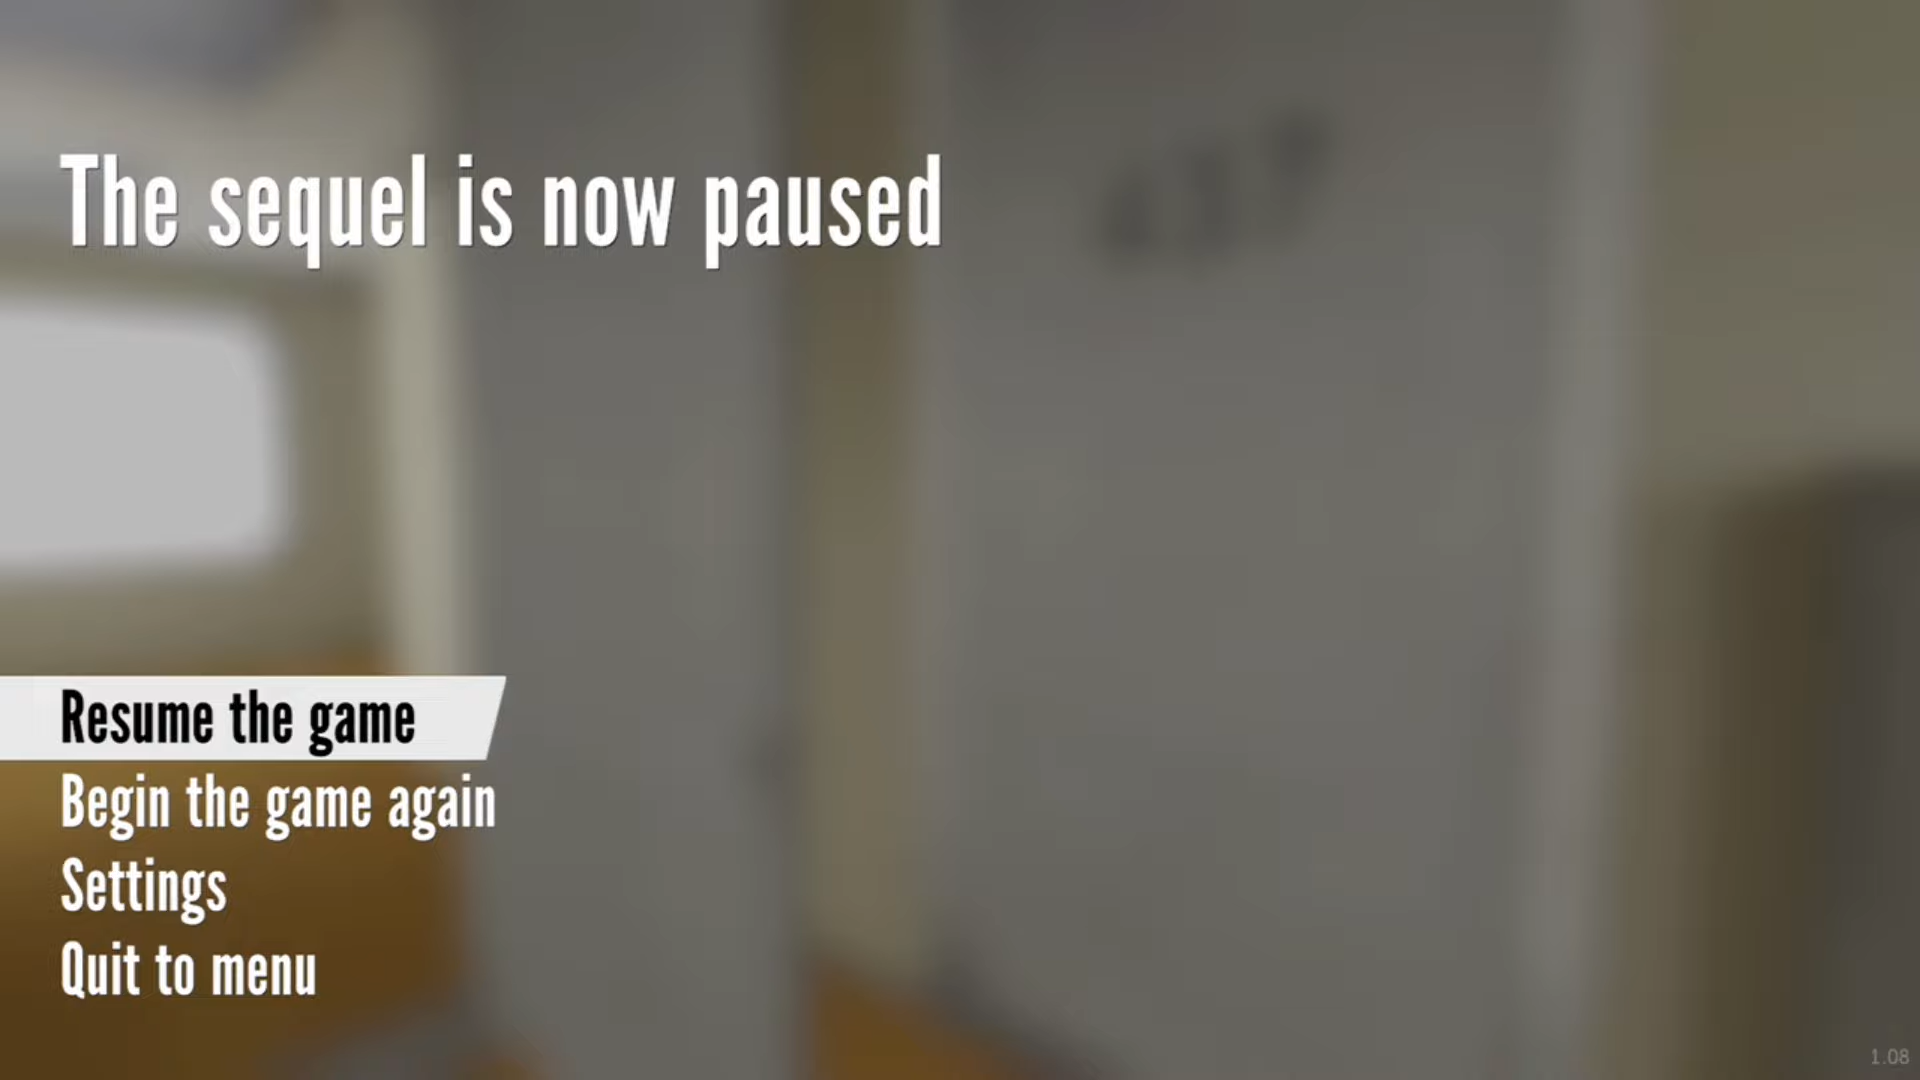 The sequel is now paused
Resume the game
Begin the game again
Settings
Quit to menu
1.08